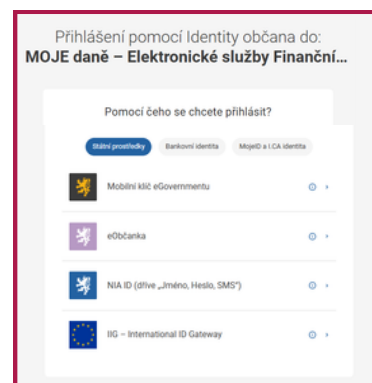 Přihlášení pomocí Identity občana do:
MOJE daně – Elektronické služby Finanční...
Pomocí čeho se chcete přihlásit?
Státní prostředky Bankovní identita MojeID a I.CA identita
Mobilní klíč eGovernmentu
eObčanka
NIA ID (dříve „Jméno, Heslo, SMS“)
IIG – International ID Gateway